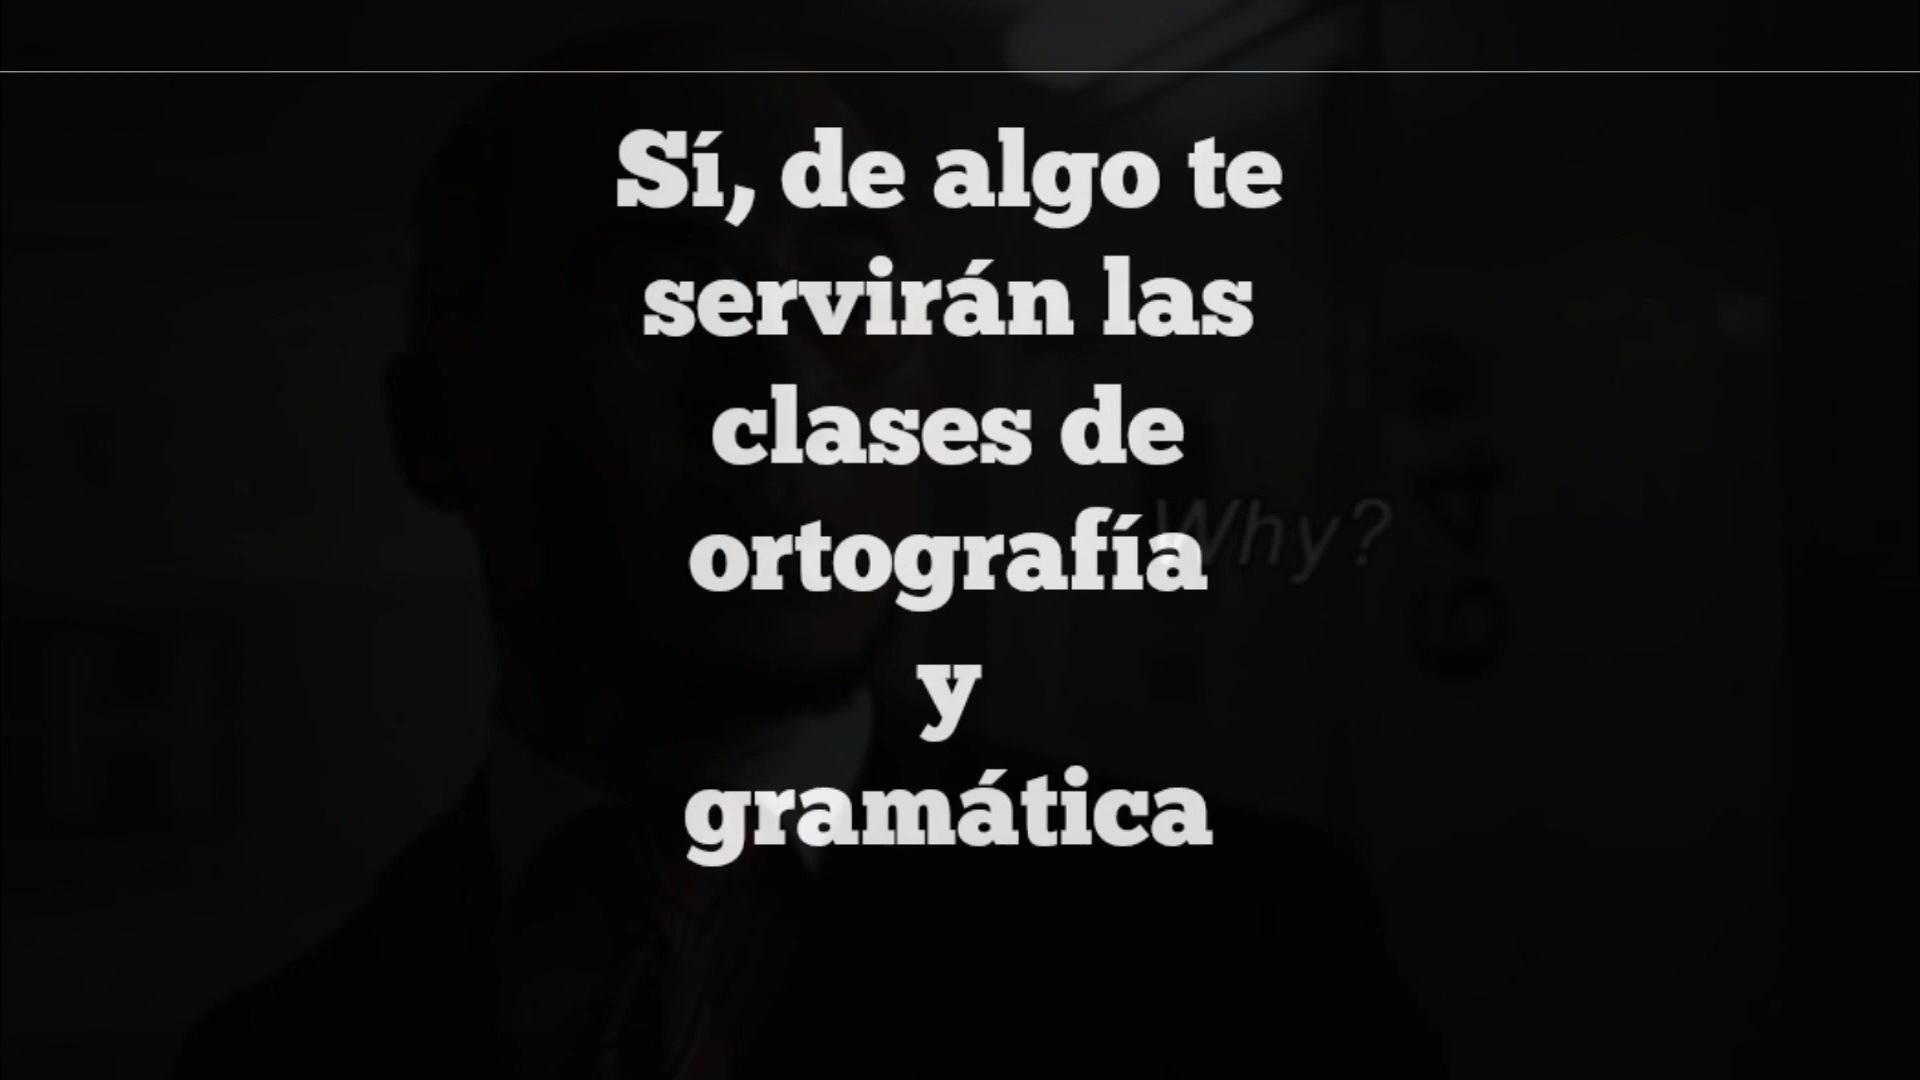 Sí, de algo te
servirán las
clases de
ortografía
Why?
y
gramática